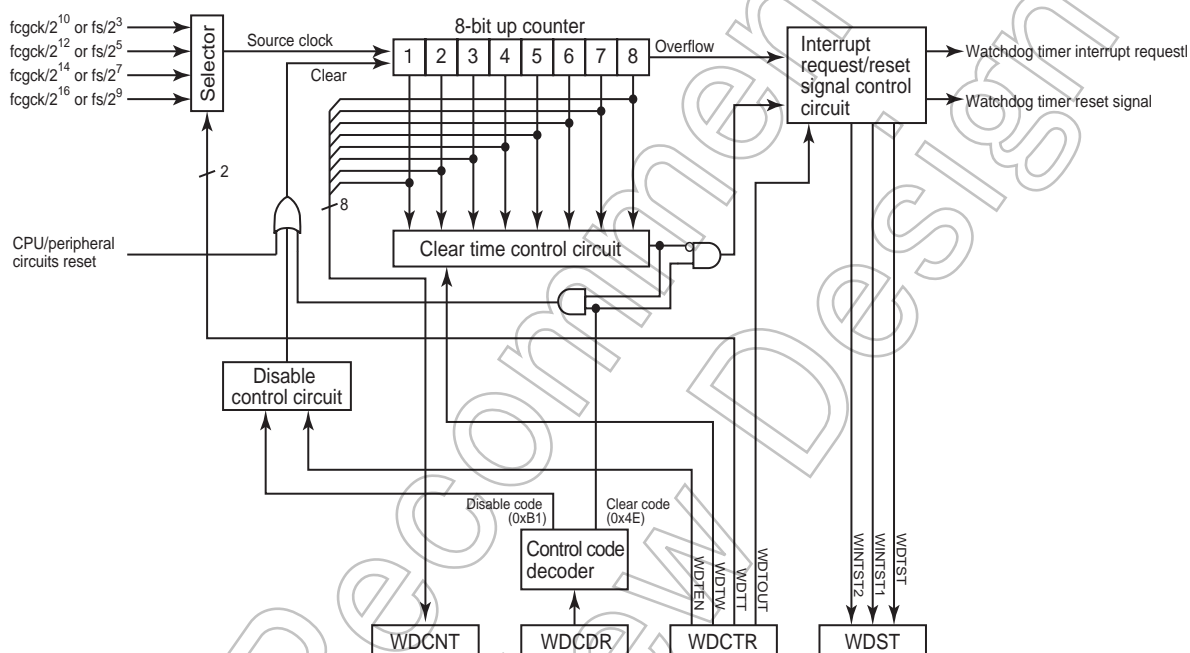 8-bit up counter
fcgck/2^10 or fs/2^3
fcgck/2^12 or fs/2^5
fcgck/2^14 or fs/2^7
fcgck/2^16 or fs/2^9
Selector
Source clock
Clear
1 2 3 4 5 6 7 8
Overflow
Interrupt
request/reset
signal control
circuit
Watchdog timer interrupt request
Watchdog timer reset signal
2
8
CPU/peripheral
circuits reset
Clear time control circuit
Disable
control circuit
Disable code
(0xB1)
Clear code
(0x4E)
Control code
decoder
WDTEN
WDTW
WDTT
WDTOUT
WINTST2
WINTST1
WDTST
WDCNT
WDCDR
WDCTR
WDST
Recommen
ew Design